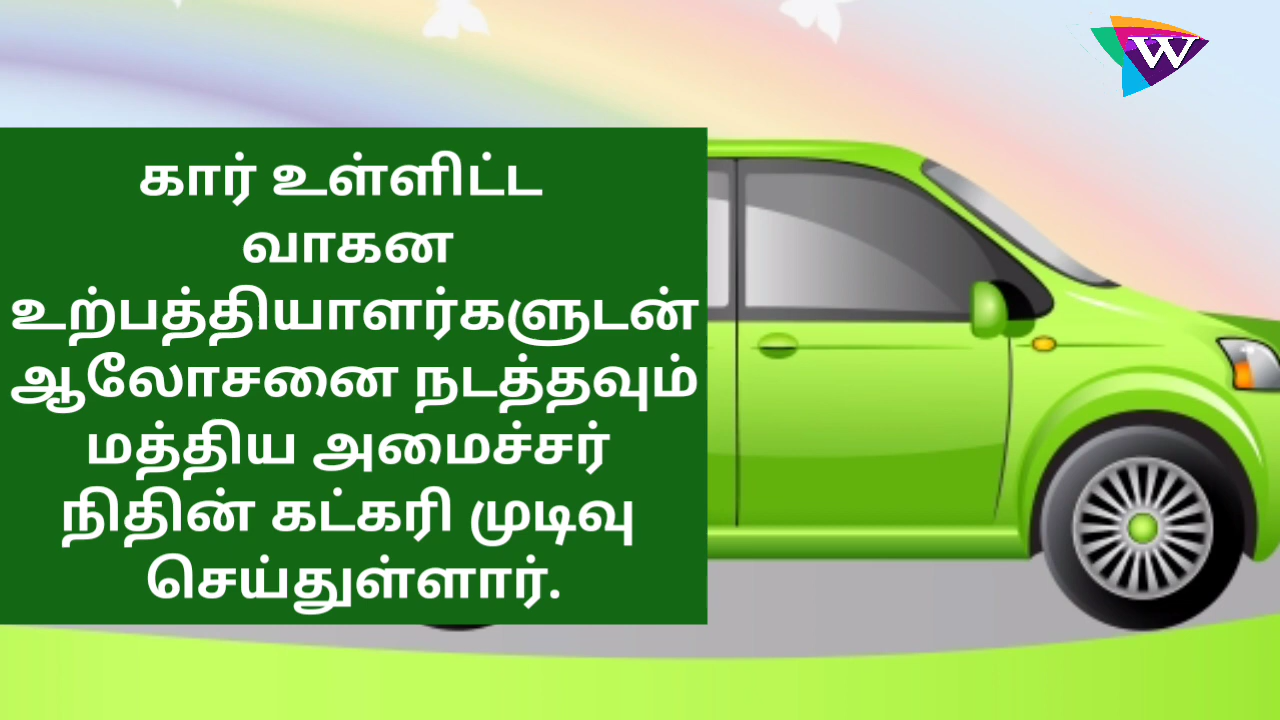 W
கார் உள்ளிட்ட
வாகன
உற்பத்தியாளர்களுடன்
ஆலோசனை நடத்தவும்
மத்திய அமைச்சர்
நிதின் கட்கரி முடிவு
செய்துள்ளார்.